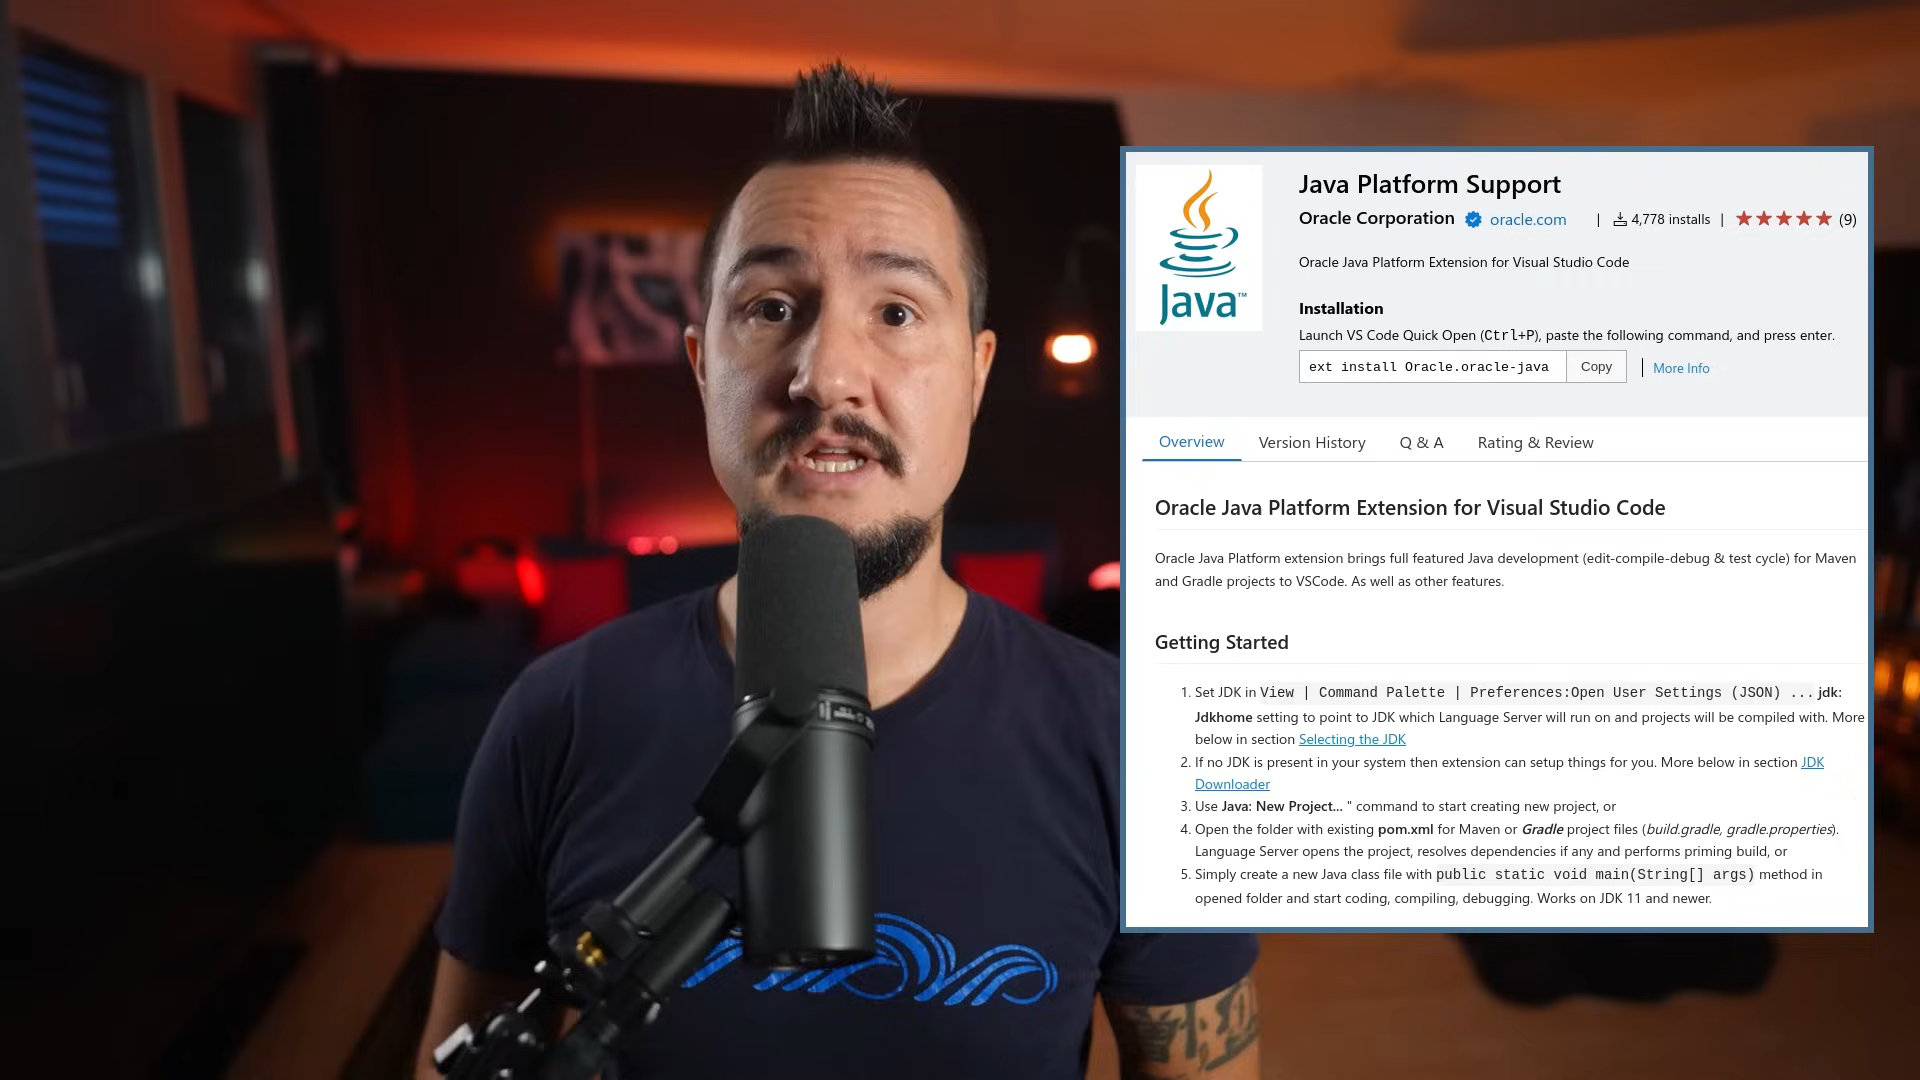 Java™
Java Platform Support
Oracle Corporation oracle.com | 4,778 installs | (9)
Oracle Java Platform Extension for Visual Studio Code
Installation
Launch VS Code Quick Open (Ctrl+P), paste the following command, and press enter.
ext install Oracle.oracle-java Copy | More Info
Overview Version History Q & A Rating & Review
Oracle Java Platform Extension for Visual Studio Code
Oracle Java Platform extension brings full featured Java development (edit-compile-debug & test cycle) for Maven
and Gradle projects to VSCode. As well as other features.
Getting Started
1. Set JDK in View | Command Palette | Preferences:Open User Settings (JSON) ... jdk:
Jdkhome setting to point to JDK which Language Server will run on and projects will be compiled with. More
below in section Selecting the JDK
2. If no JDK is present in your system then extension can setup things for you. More below in section JDK
Downloader
3. Use Java: New Project... " command to start creating new project, or
4. Open the folder with existing pom.xml for Maven or Gradle project files (build.gradle, gradle.properties).
Language Server opens the project, resolves dependencies if any and performs priming build, or
5. Simply create a new Java class file with public static void main(String[] args) method in
opened folder and start coding, compiling, debugging. Works on JDK 11 and newer.